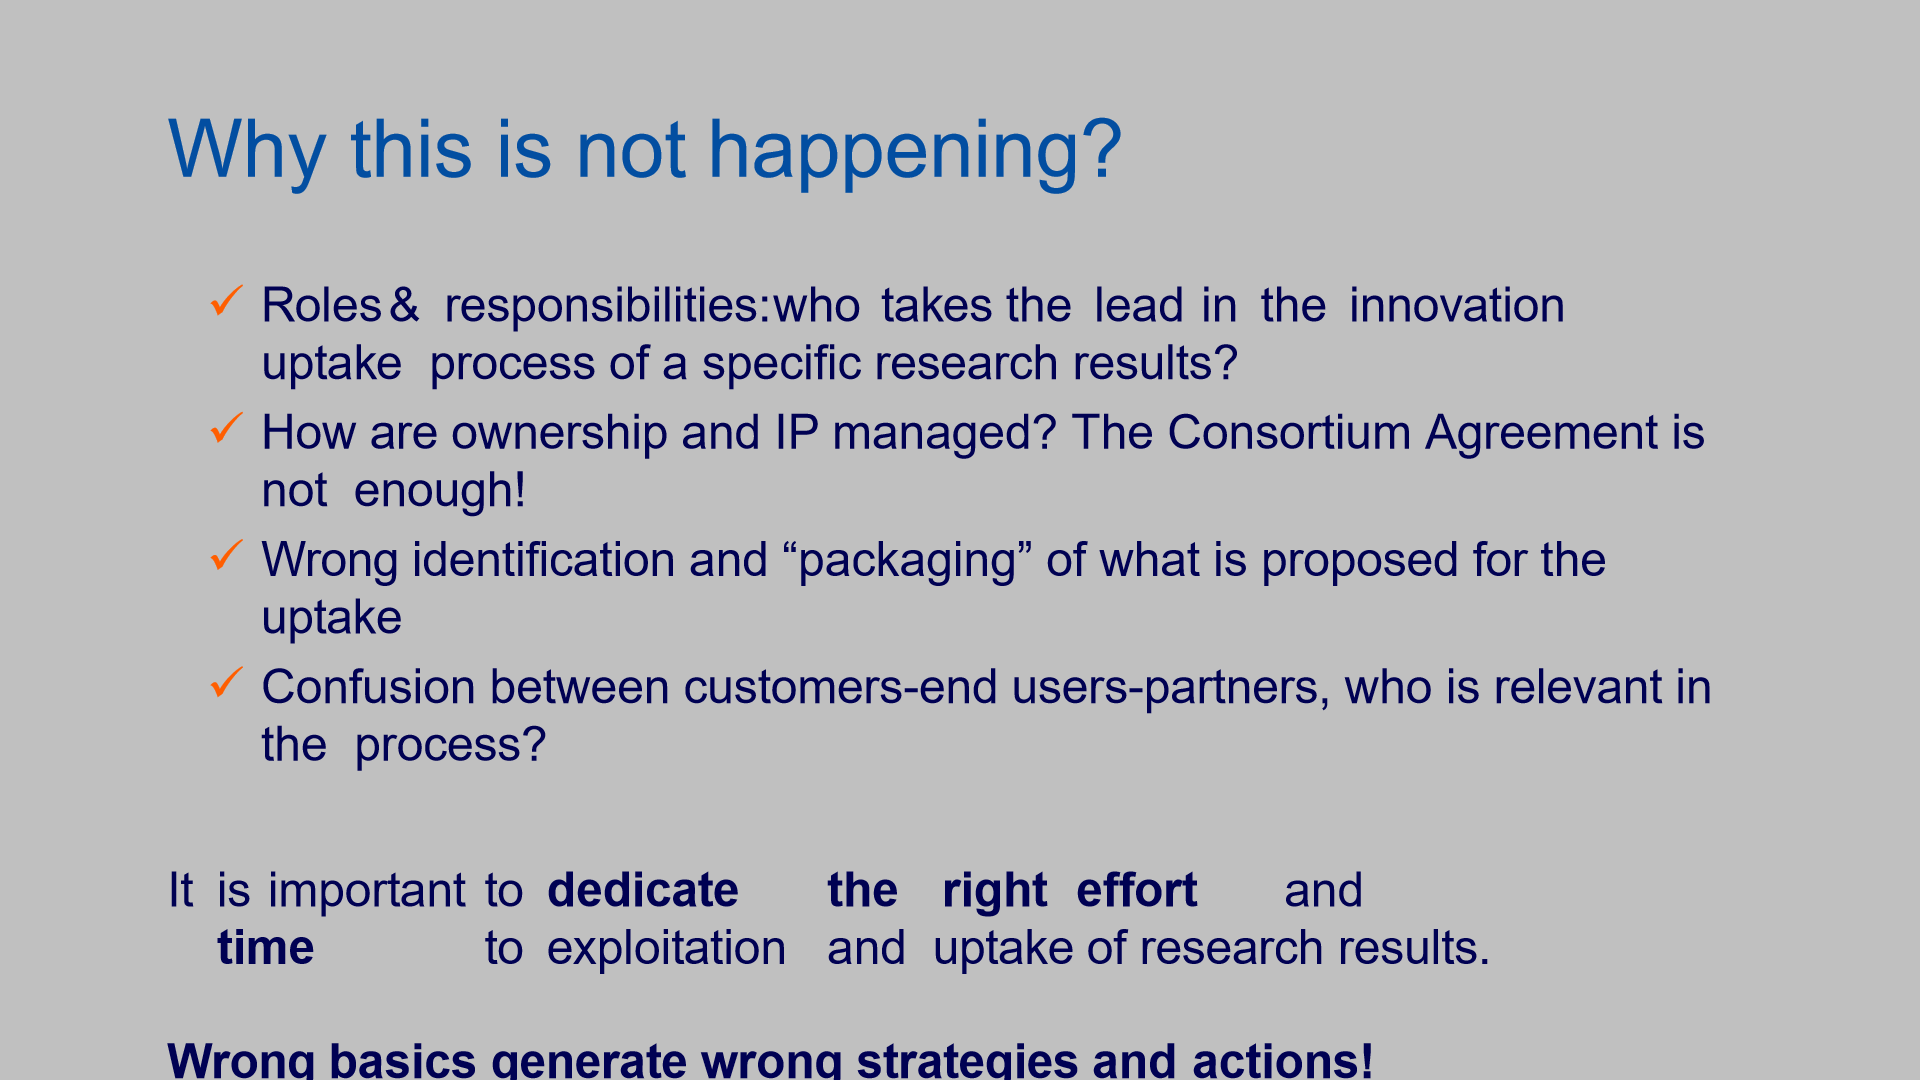 Why this is not happening?
✓ Roles & responsibilities: who takes the lead in the innovation
uptake process of a specific research results?
✓ How are ownership and IP managed? The Consortium Agreement is
not enough!
✓ Wrong identification and “packaging” of what is proposed for the
uptake
✓ Confusion between customers-end users-partners, who is relevant in
the process?
It is important to dedicate the right effort and
time to exploitation and uptake of research results.
Wrong basics generate wrong strategies and actions!